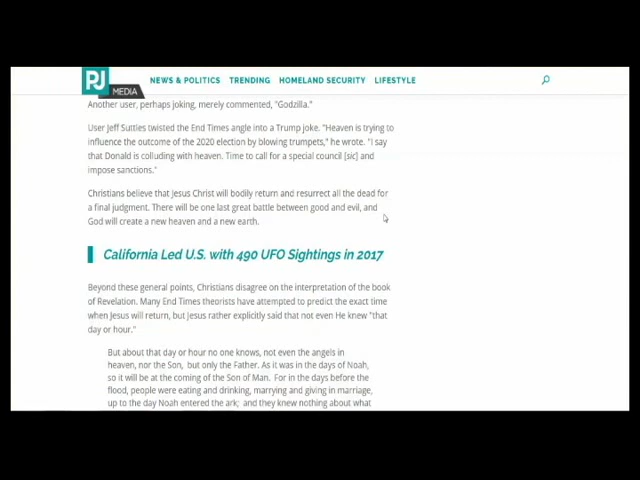 PJ
MEDIA
NEWS & POLITICS TRENDING HOMELAND SECURITY LIFESTYLE
Another user, perhaps joking, merely commented, "Godzilla."
User Jeff Suttles twisted the End Times angle into a Trump joke. "Heaven is trying to
influence the outcome of the 2020 election by blowing trumpets," he wrote. "I say
that Donald is colluding with heaven. Time to call for a special council [sic] and
impose sanctions."
Christians believe that Jesus Christ will bodily return and resurrect all the dead for
a final judgment. There will be one last great battle between good and evil, and
God will create a new heaven and a new earth.
California Led U.S. with 490 UFO Sightings in 2017
Beyond these general points, Christians disagree on the interpretation of the book
of Revelation. Many End Times theorists have attempted to predict the exact time
when Jesus will return, but Jesus rather explicitly said that not even He knew "that
day or hour."
But about that day or hour no one knows, not even the angels in
heaven, nor the Son, but only the Father. As it was in the days of Noah,
so it will be at the coming of the Son of Man. For in the days before the
flood, people were eating and drinking, marrying and giving in marriage,
up to the day Noah entered the ark; and they knew nothing about what